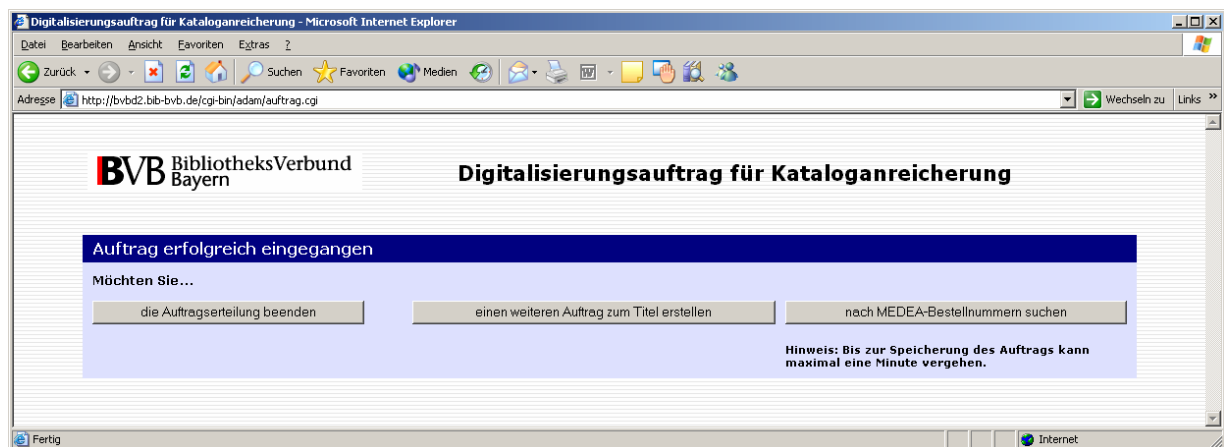 Digitalisierungsauftrag für Kataloganreicherung - Microsoft Internet Explorer
Datei Bearbeiten Ansicht Favoriten Extras ?
Zurück Suchen Favoriten Medien
Adresse http://bvbd2.bib-bvb.de/cgi-bin/adam/auftrag.cgi Wechseln zu Links »
BVB BibliotheksVerbund
Bayern
Digitalisierungsauftrag für Kataloganreicherung
Auftrag erfolgreich eingegangen
Möchten Sie...
die Auftragserteilung beenden einen weiteren Auftrag zum Titel erstellen nach MEDEA-Bestellnummern suchen
Hinweis: Bis zur Speicherung des Auftrags kann
maximal eine Minute vergehen.
Fertig Internet